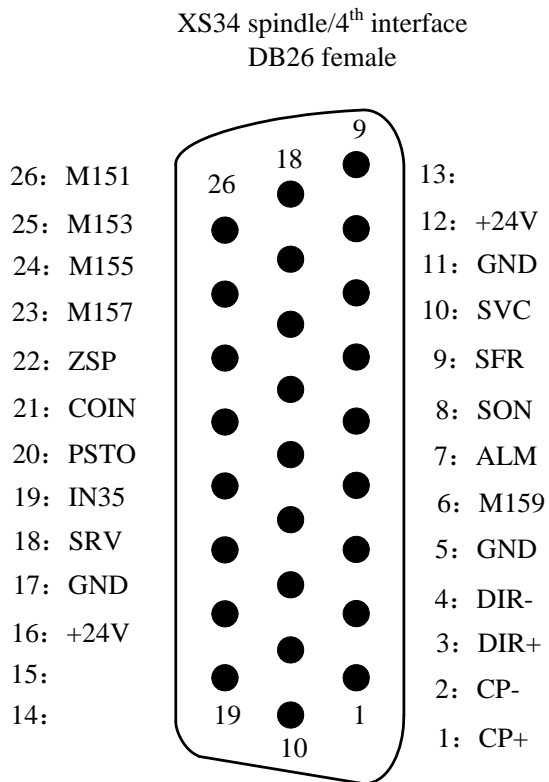 XS34 spindle/4th interface
DB26 female
26：M151
25：M153
24：M155
23：M157
22：ZSP
21：COIN
20：PSTO
19：IN35
18：SRV
17：GND
16：+24V
15：
14：
9
18
26
19
1
10
13：
12：+24V
11：GND
10：SVC
9：SFR
8：SON
7：ALM
6：M159
5：GND
4：DIR-
3：DIR+
2：CP-
1：CP+